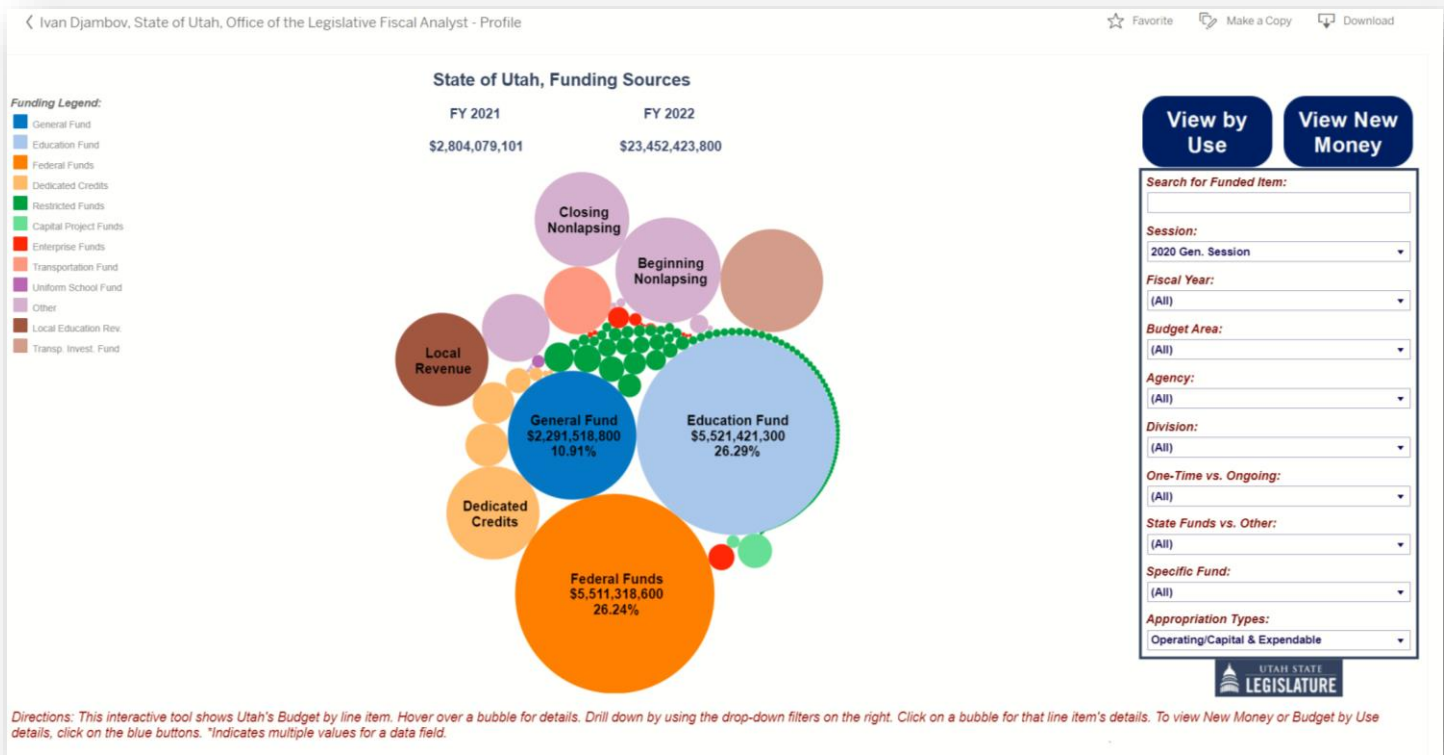 Ivan Djambov, State of Utah, Office of the Legislative Fiscal Analyst - Profile
Favorite
Make a Copy
Download
State of Utah, Funding Sources
FY 2021 FY 2022
$2,804,079,101 $23,452,423,800
Funding Legend:
General Fund
Education Fund
Federal Funds
Dedicated Credits
Restricted Funds
Capital Project Funds
Enterprise Funds
Transportation Fund
Uniform School Fund
Other
Local Education Rev.
Transp. Invest. Fund
Closing
Nonlapsing
Beginning
Nonlapsing
Local
Revenue
General Fund
$2,291,518,800
10.91%
Education Fund
$5,521,421,300
26.29%
Dedicated
Credits
Federal Funds
$5,511,318,600
26.24%
View by
Use
View New
Money
Search for Funded Item:
Session:
2020 Gen. Session
Fiscal Year:
(All)
Budget Area:
(All)
Agency:
(All)
Division:
(All)
One-Time vs. Ongoing:
(All)
State Funds vs. Other:
(All)
Specific Fund:
(All)
Appropriation Types:
Operating/Capital & Expendable
UTAH STATE
LEGISLATURE
Directions: This interactive tool shows Utah's Budget by line item. Hover over a bubble for details. Drill down by using the drop-down filters on the right. Click on a bubble for that line item's details. To view New Money or Budget by Use
details, click on the blue buttons. *Indicates multiple values for a data field.